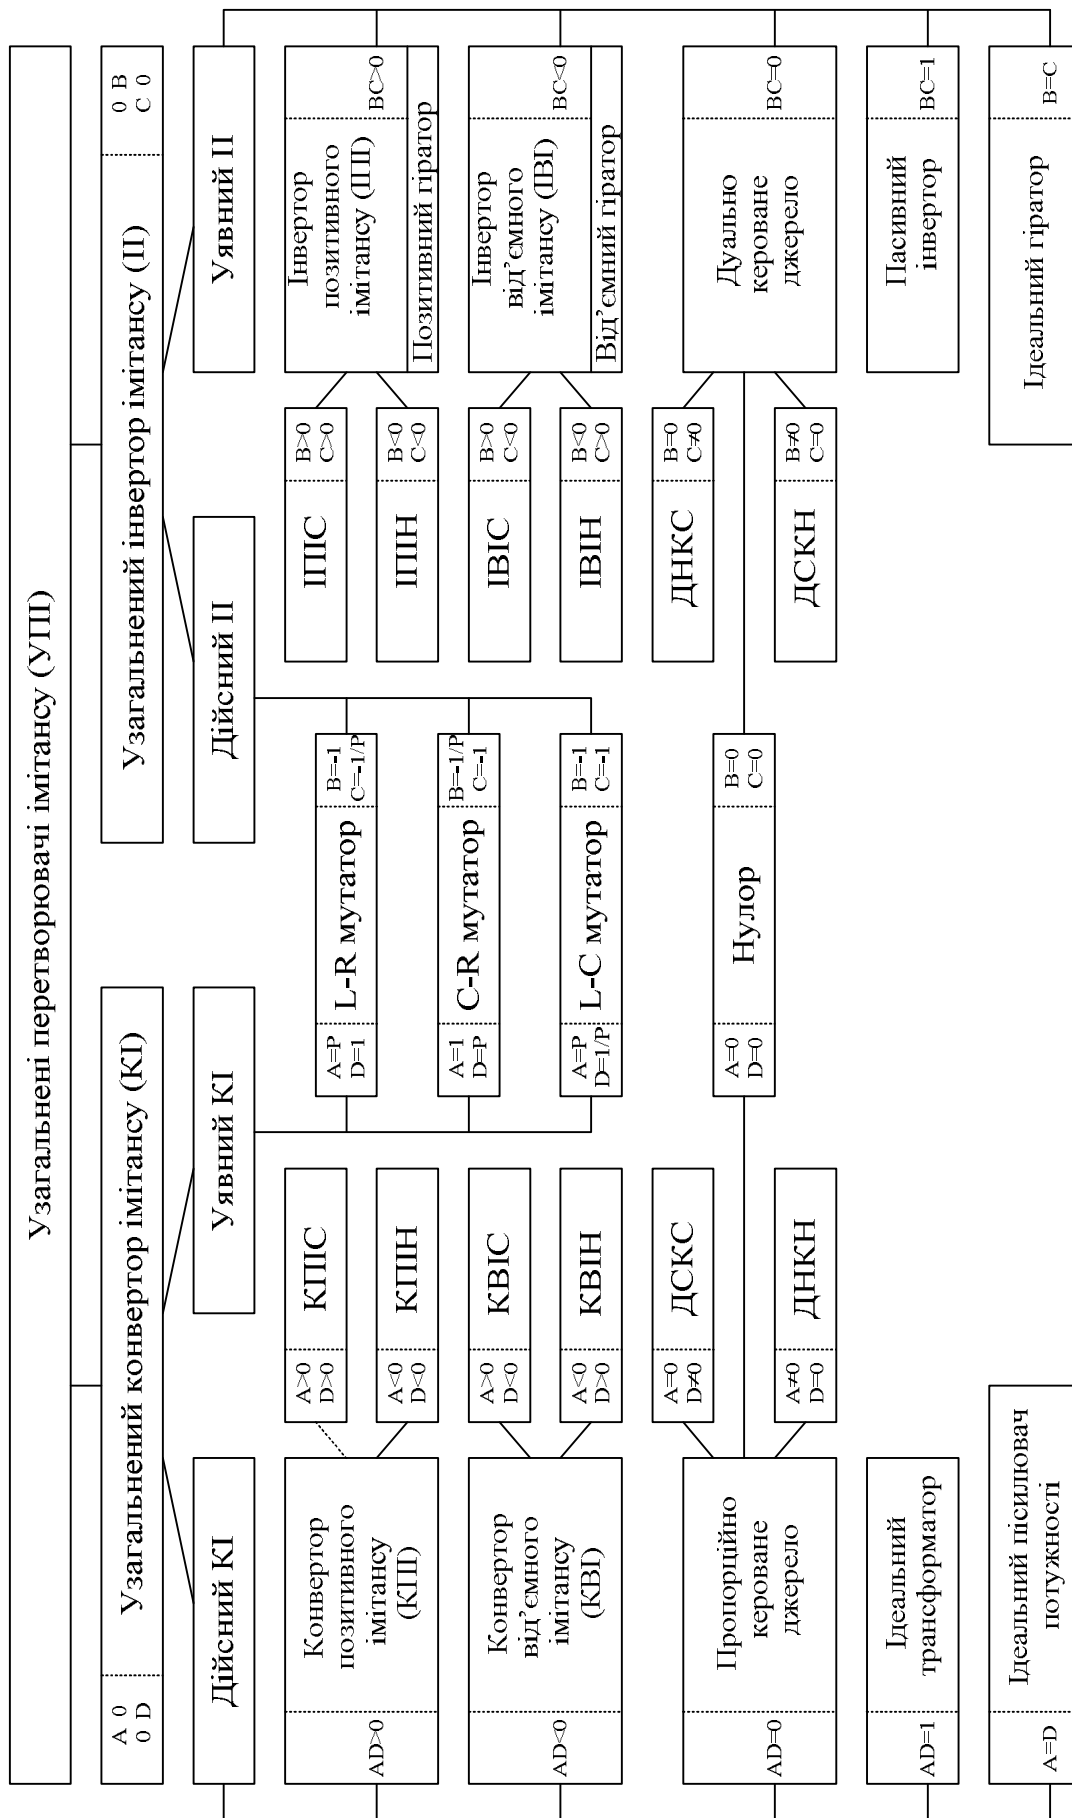 Узагальнені перетворювачі імітансу (УПІ)
A 0
0 D
Узагальнений конвертор імітансу (КІ)
Узагальнений інвертор імітансу (ІІ)
0 B
C 0
Дійсний КІ
Уявний КІ
Дійсний ІІ
Уявний ІІ
AD>0
Конвертор
позитивного
імітансу
(КПІ)
A>0
D>0
КПІС
A<0
D<0
КПІН
A=P
D=1
L-R мутатор
B=-1
C=-1/P
ІПІС
B>0
C>0
ІПІН
B<0
C<0
Інвертор
позитивного
імітансу (ІПІ)
BC>0
Позитивний гіратор
AD<0
Конвертор
від’ємного
імітансу
(КВІ)
A>0
D<0
КВІС
A<0
D>0
КВІН
A=1
D=P
C-R мутатор
B=-1/P
C=-1
A=P
D=1/P
L-C мутатор
B=-1
C=-1
ІВІС
B>0
C<0
ІВІН
B<0
C>0
Інвертор
від’ємного
імітансу (ІВІ)
BC<0
Від’ємний гіратор
AD=0
Пропорційно
кероване
джерело
A=0
D≠0
ДСКС
A≠0
D=0
ДНКН
A=0
D=0
Нулор
B=0
C=0
ДНКС
B=0
C≠0
ДСКН
B≠0
C=0
Дуально
кероване
джерело
BC=0
AD=1
Ідеальний
трансформатор
Пасивний
інвертор
BC=1
A=D
Ідеальний пісилювач
потужності
Ідеальний гіратор
B=C